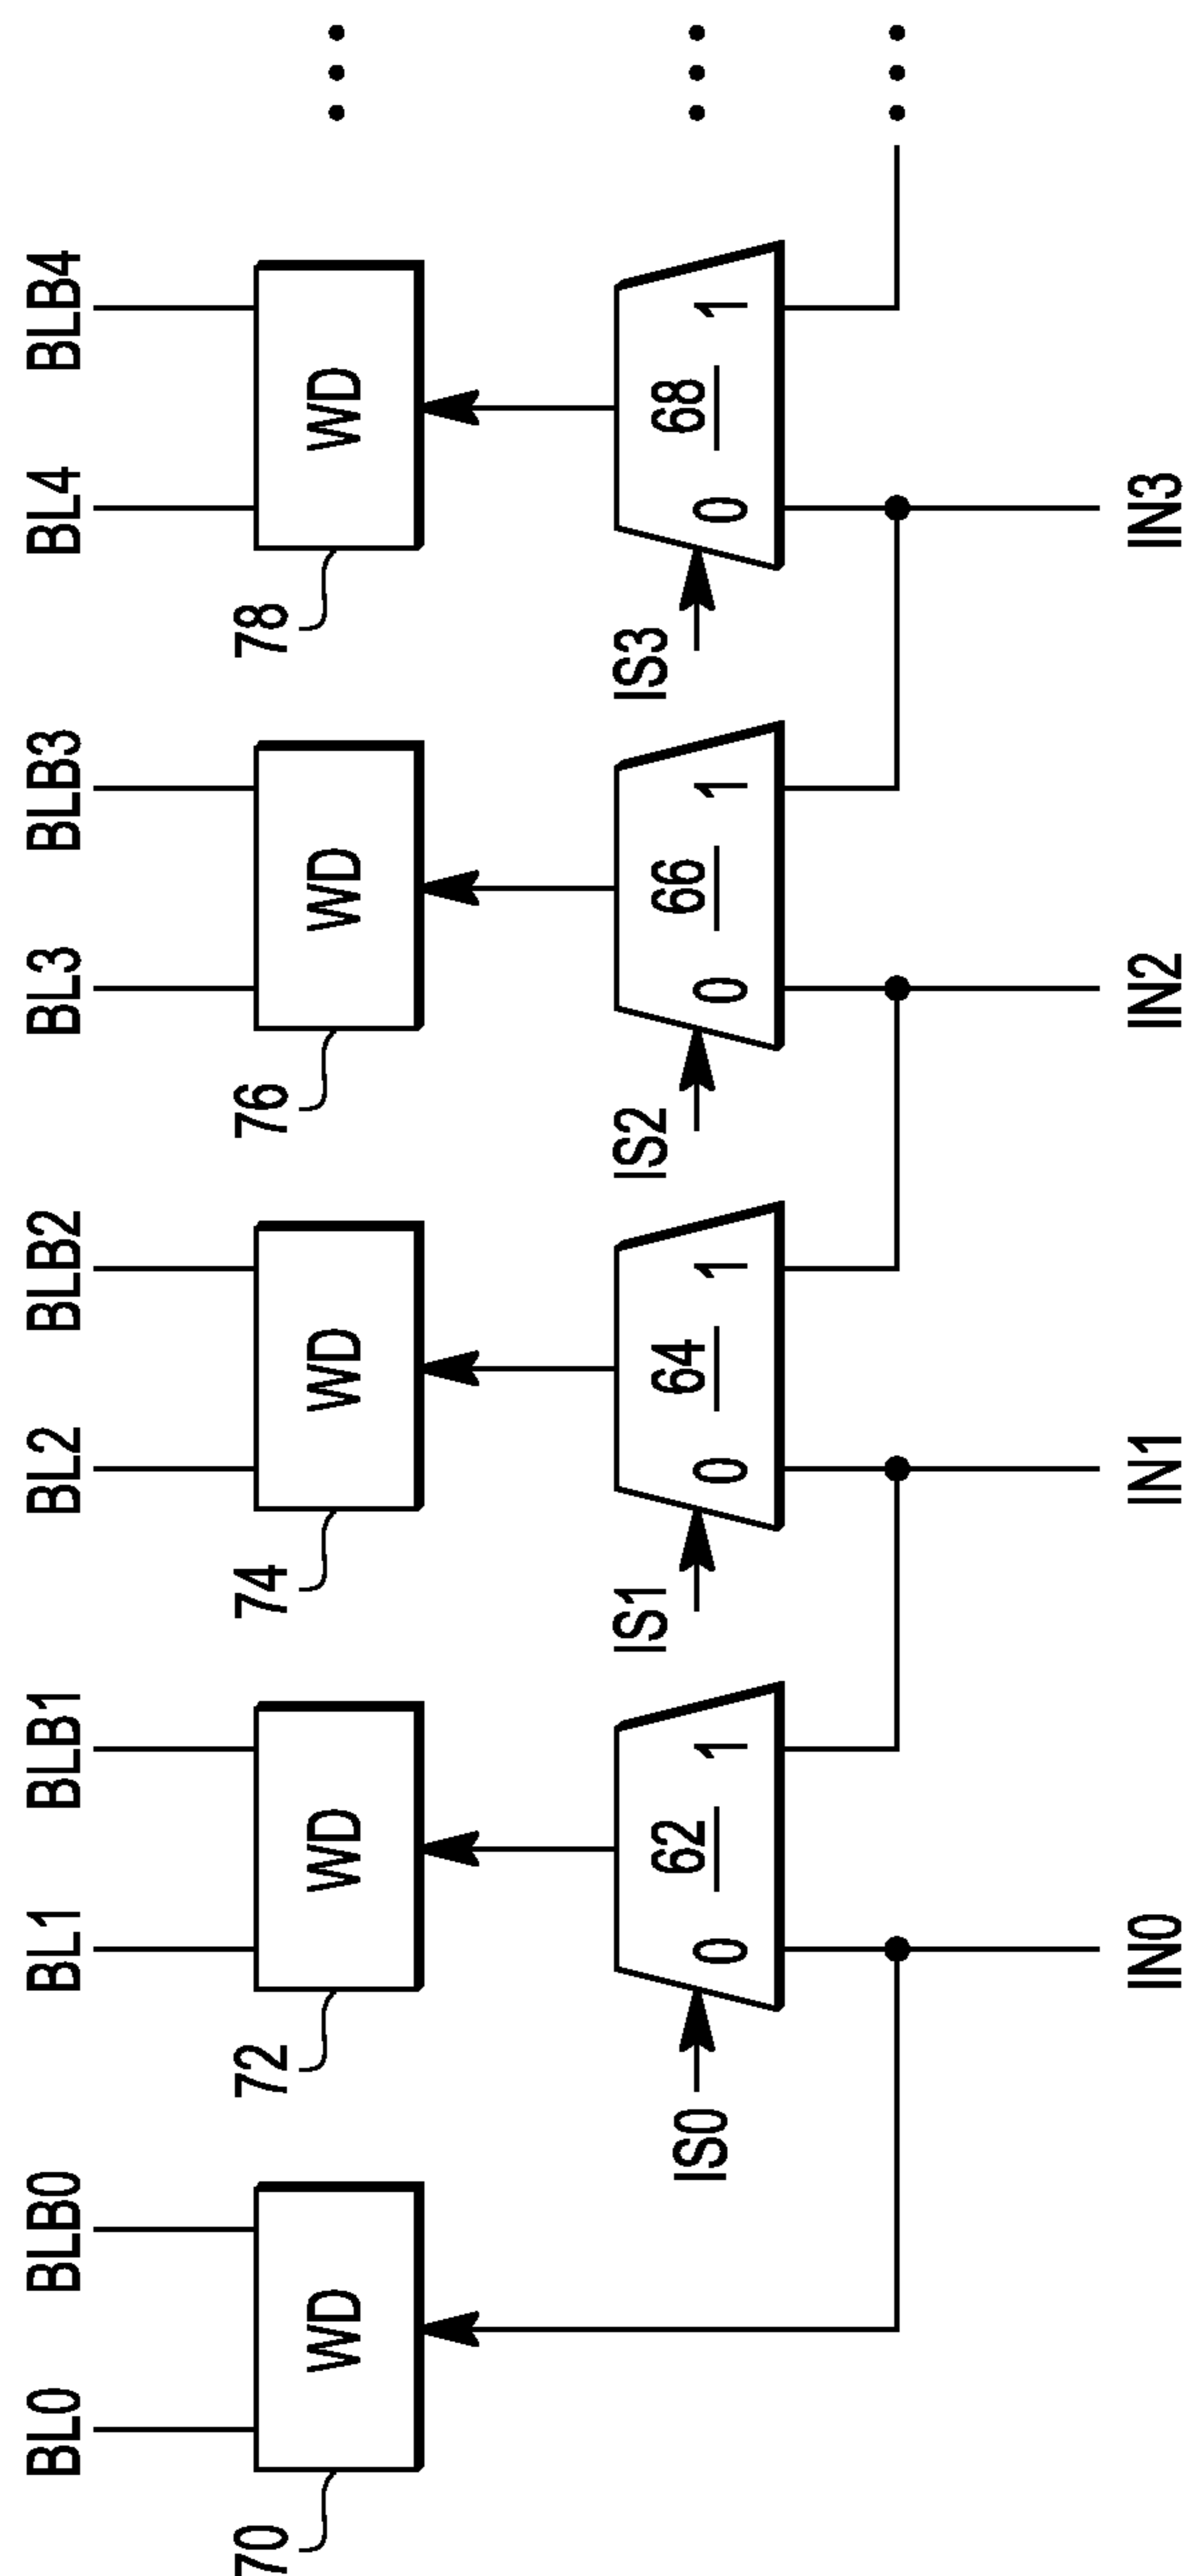 BL0 BLB0 BL1 BLB1 BL2 BLB2 BL3 BLB3 BL4 BLB4
70 WD 72 WD 74 WD 76 WD 78 WD
IS0 0 62 1 IS1 0 64 1 IS2 0 66 1 IS3 0 68 1
IN0 IN1 IN2 IN3